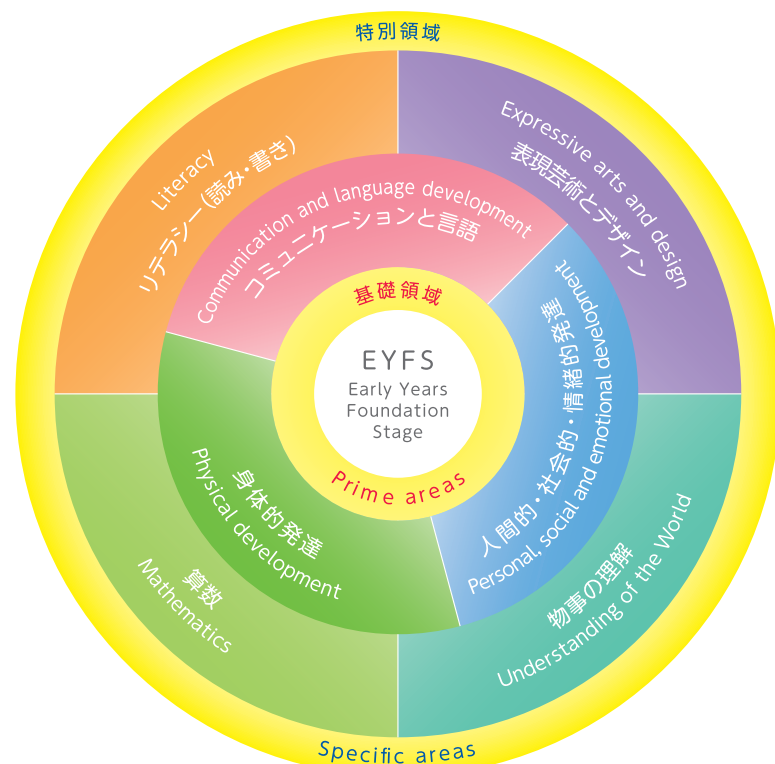 特別領域
Literacy
リテラシー(読み・書き)
Expressive arts and design
表現芸術とデザイン
Communication and language development
コミュニケーションと言語
基礎領域
EYFS
Early Years
Foundation
Stage
Prime areas
人間的・社会的・情緒的発達
Personal, social and emotional development
身体的発達
Physical development
算数
Mathematics
物事の理解
Understanding of the World
Specific areas